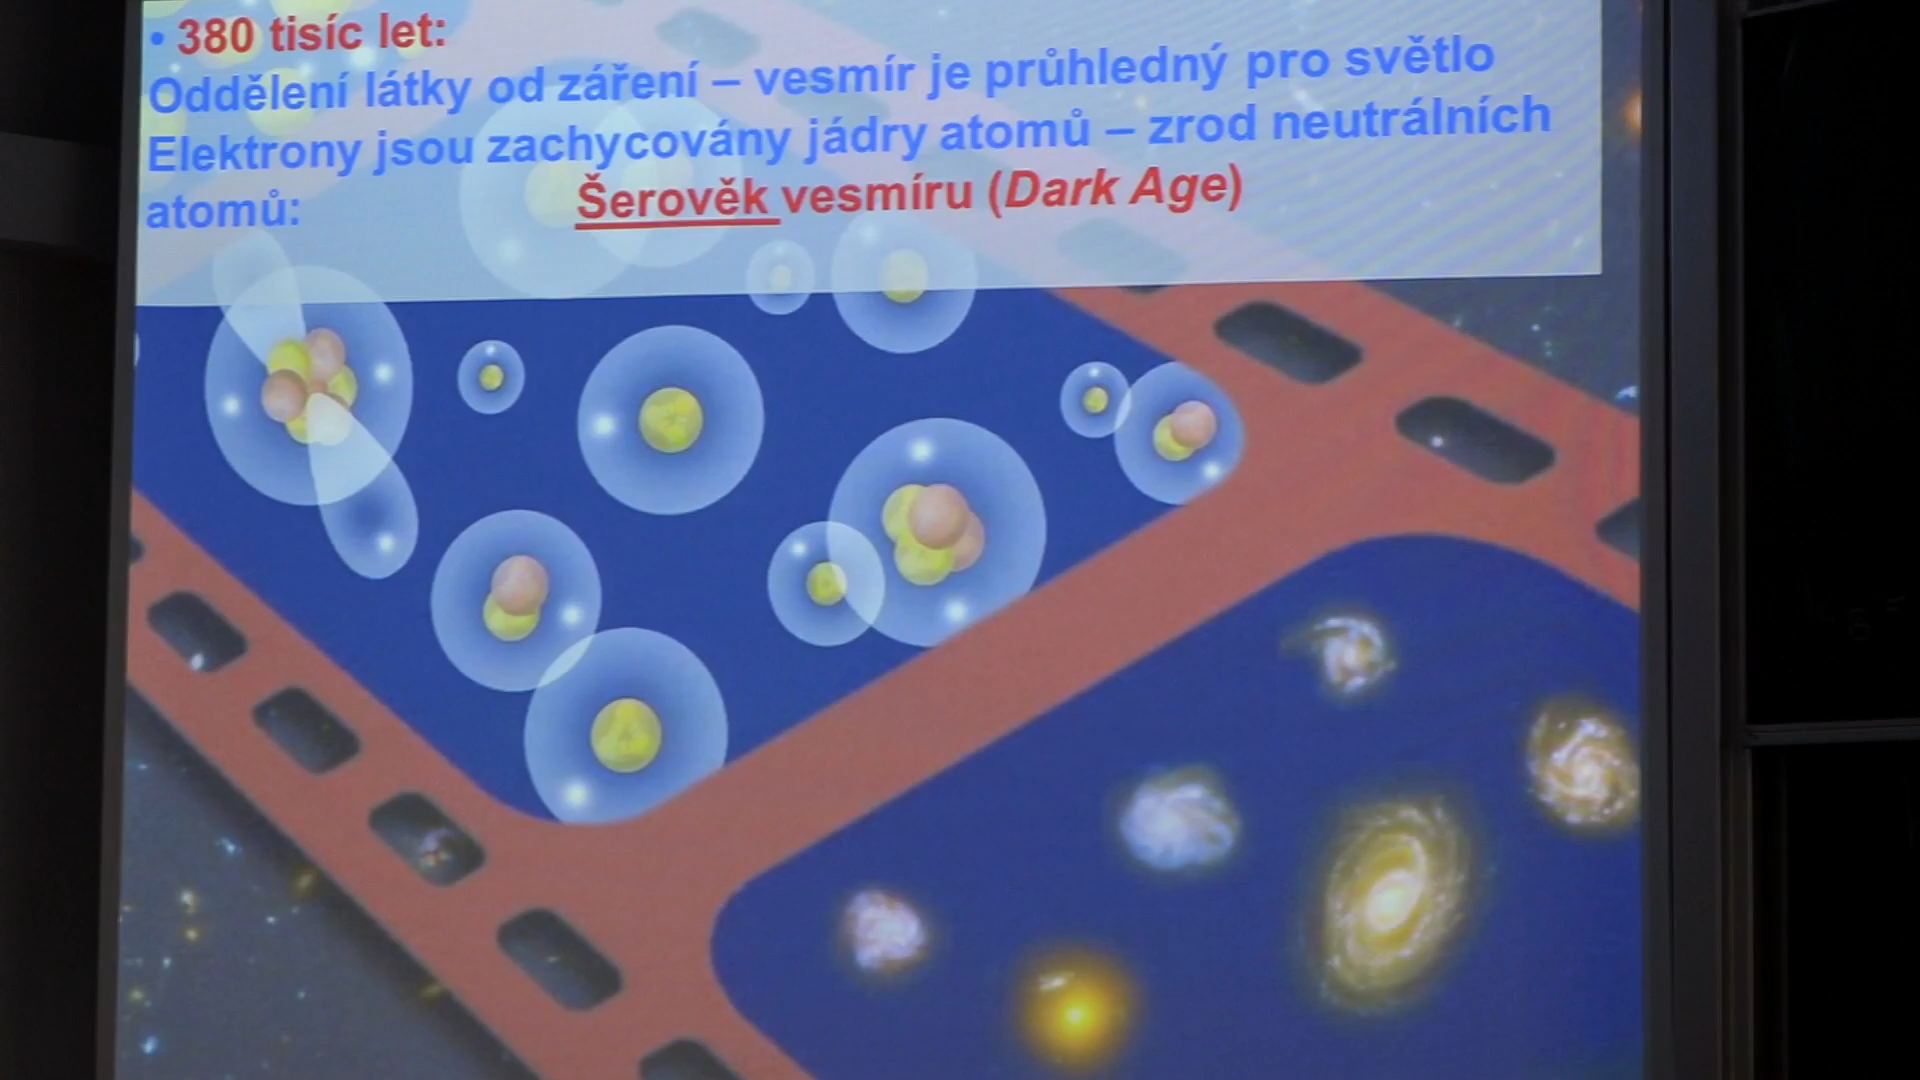 • 380 tisíc let:
Oddělení látky od záření – vesmír je průhledný pro světlo
Elektrony jsou zachycovány jádry atomů – zrod neutrálních
atomů: Šerověk vesmíru (Dark Age)